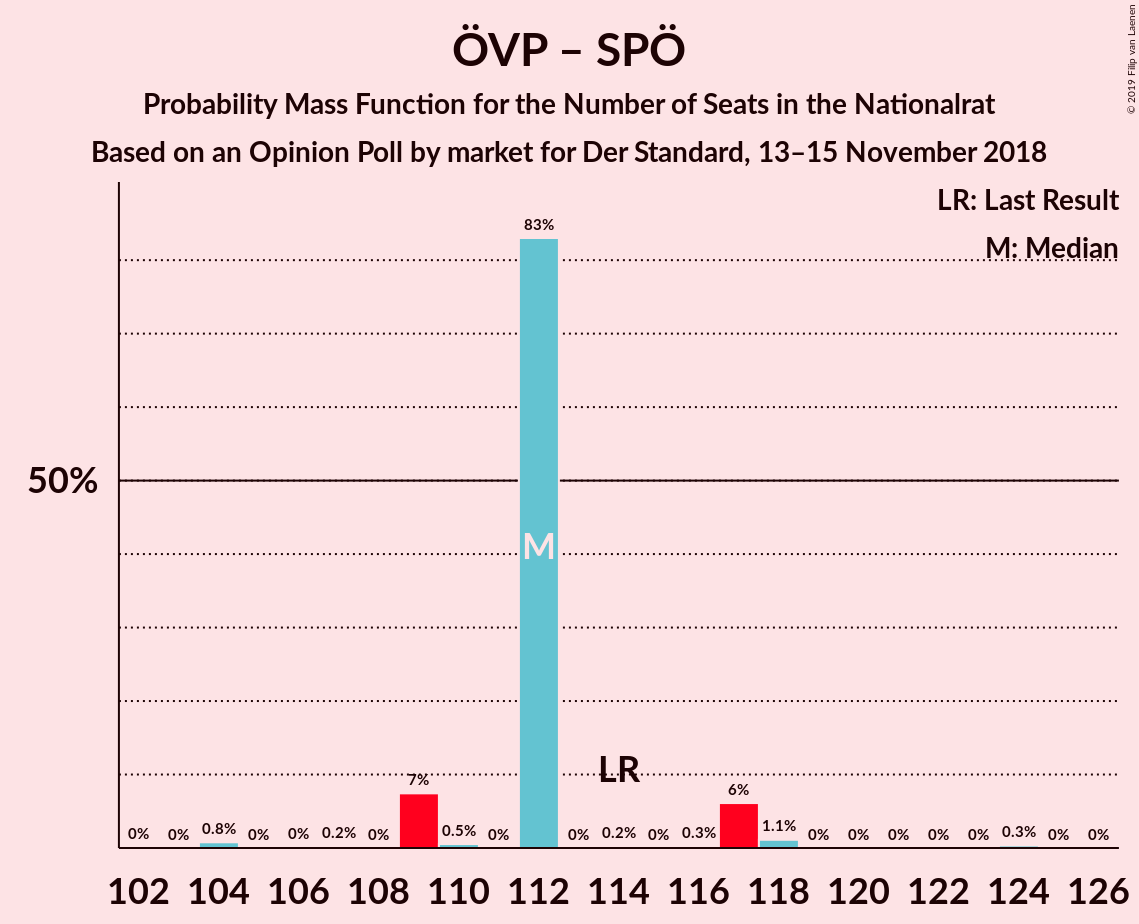 ÖVP – SPÖ
Probability Mass Function for the Number of Seats in the Nationalrat
Based on an Opinion Poll by market for Der Standard, 13–15 November 2018
© 2019 Filip van Laenen
LR: Last Result
M: Median
83%
50%
M
LR
7%
6%
0% 0% 0.8% 0% 0% 0.2% 0% 0.5% 0% 0% 0.2% 0% 0.3% 1.1% 0% 0% 0% 0% 0% 0.3% 0% 0%
102 104 106 108 110 112 114 116 118 120 122 124 126